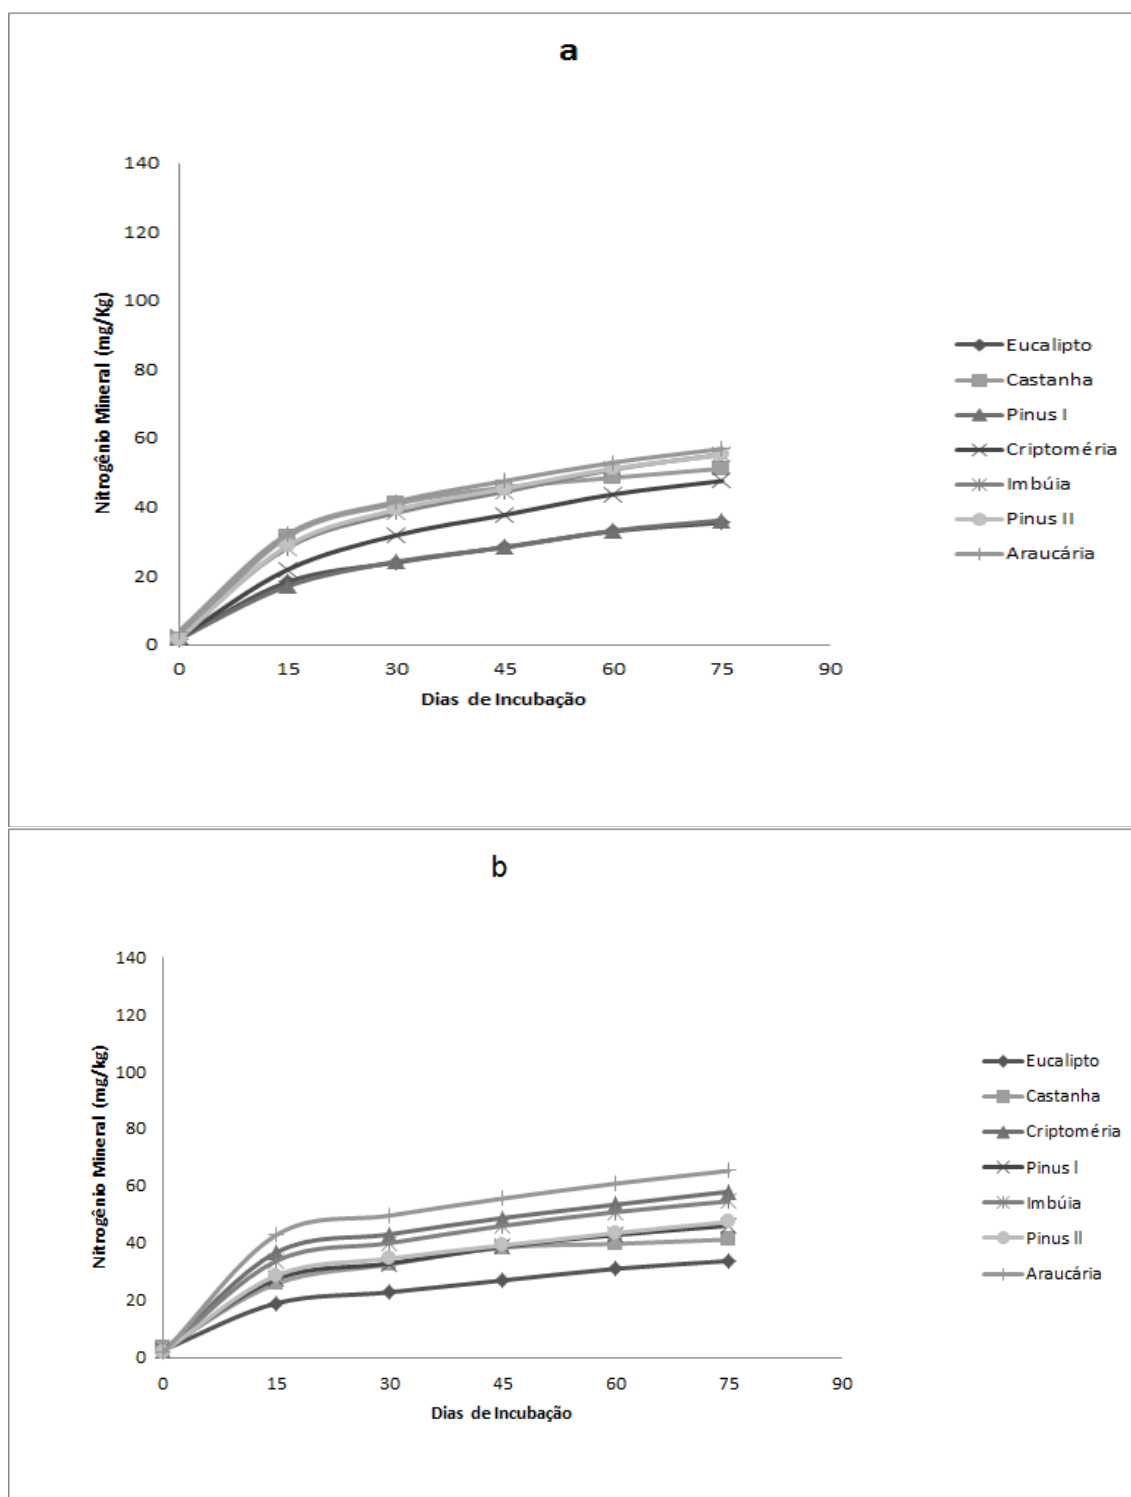 a
Nitrogênio Mineral (mg/Kg)
140
120
100
80
60
40
20
0
0 15 30 45 60 75 90
Dias de Incubação
Eucalipto
Castanha
Pinus I
Criptoméria
Imbúia
Pinus II
Araucária
b
Nitrogênio Mineral (mg/kg)
140
120
100
80
60
40
20
0
0 15 30 45 60 75 90
Dias de Incubação
Eucalipto
Castanha
Criptoméria
Pinus I
Imbúia
Pinus II
Araucária